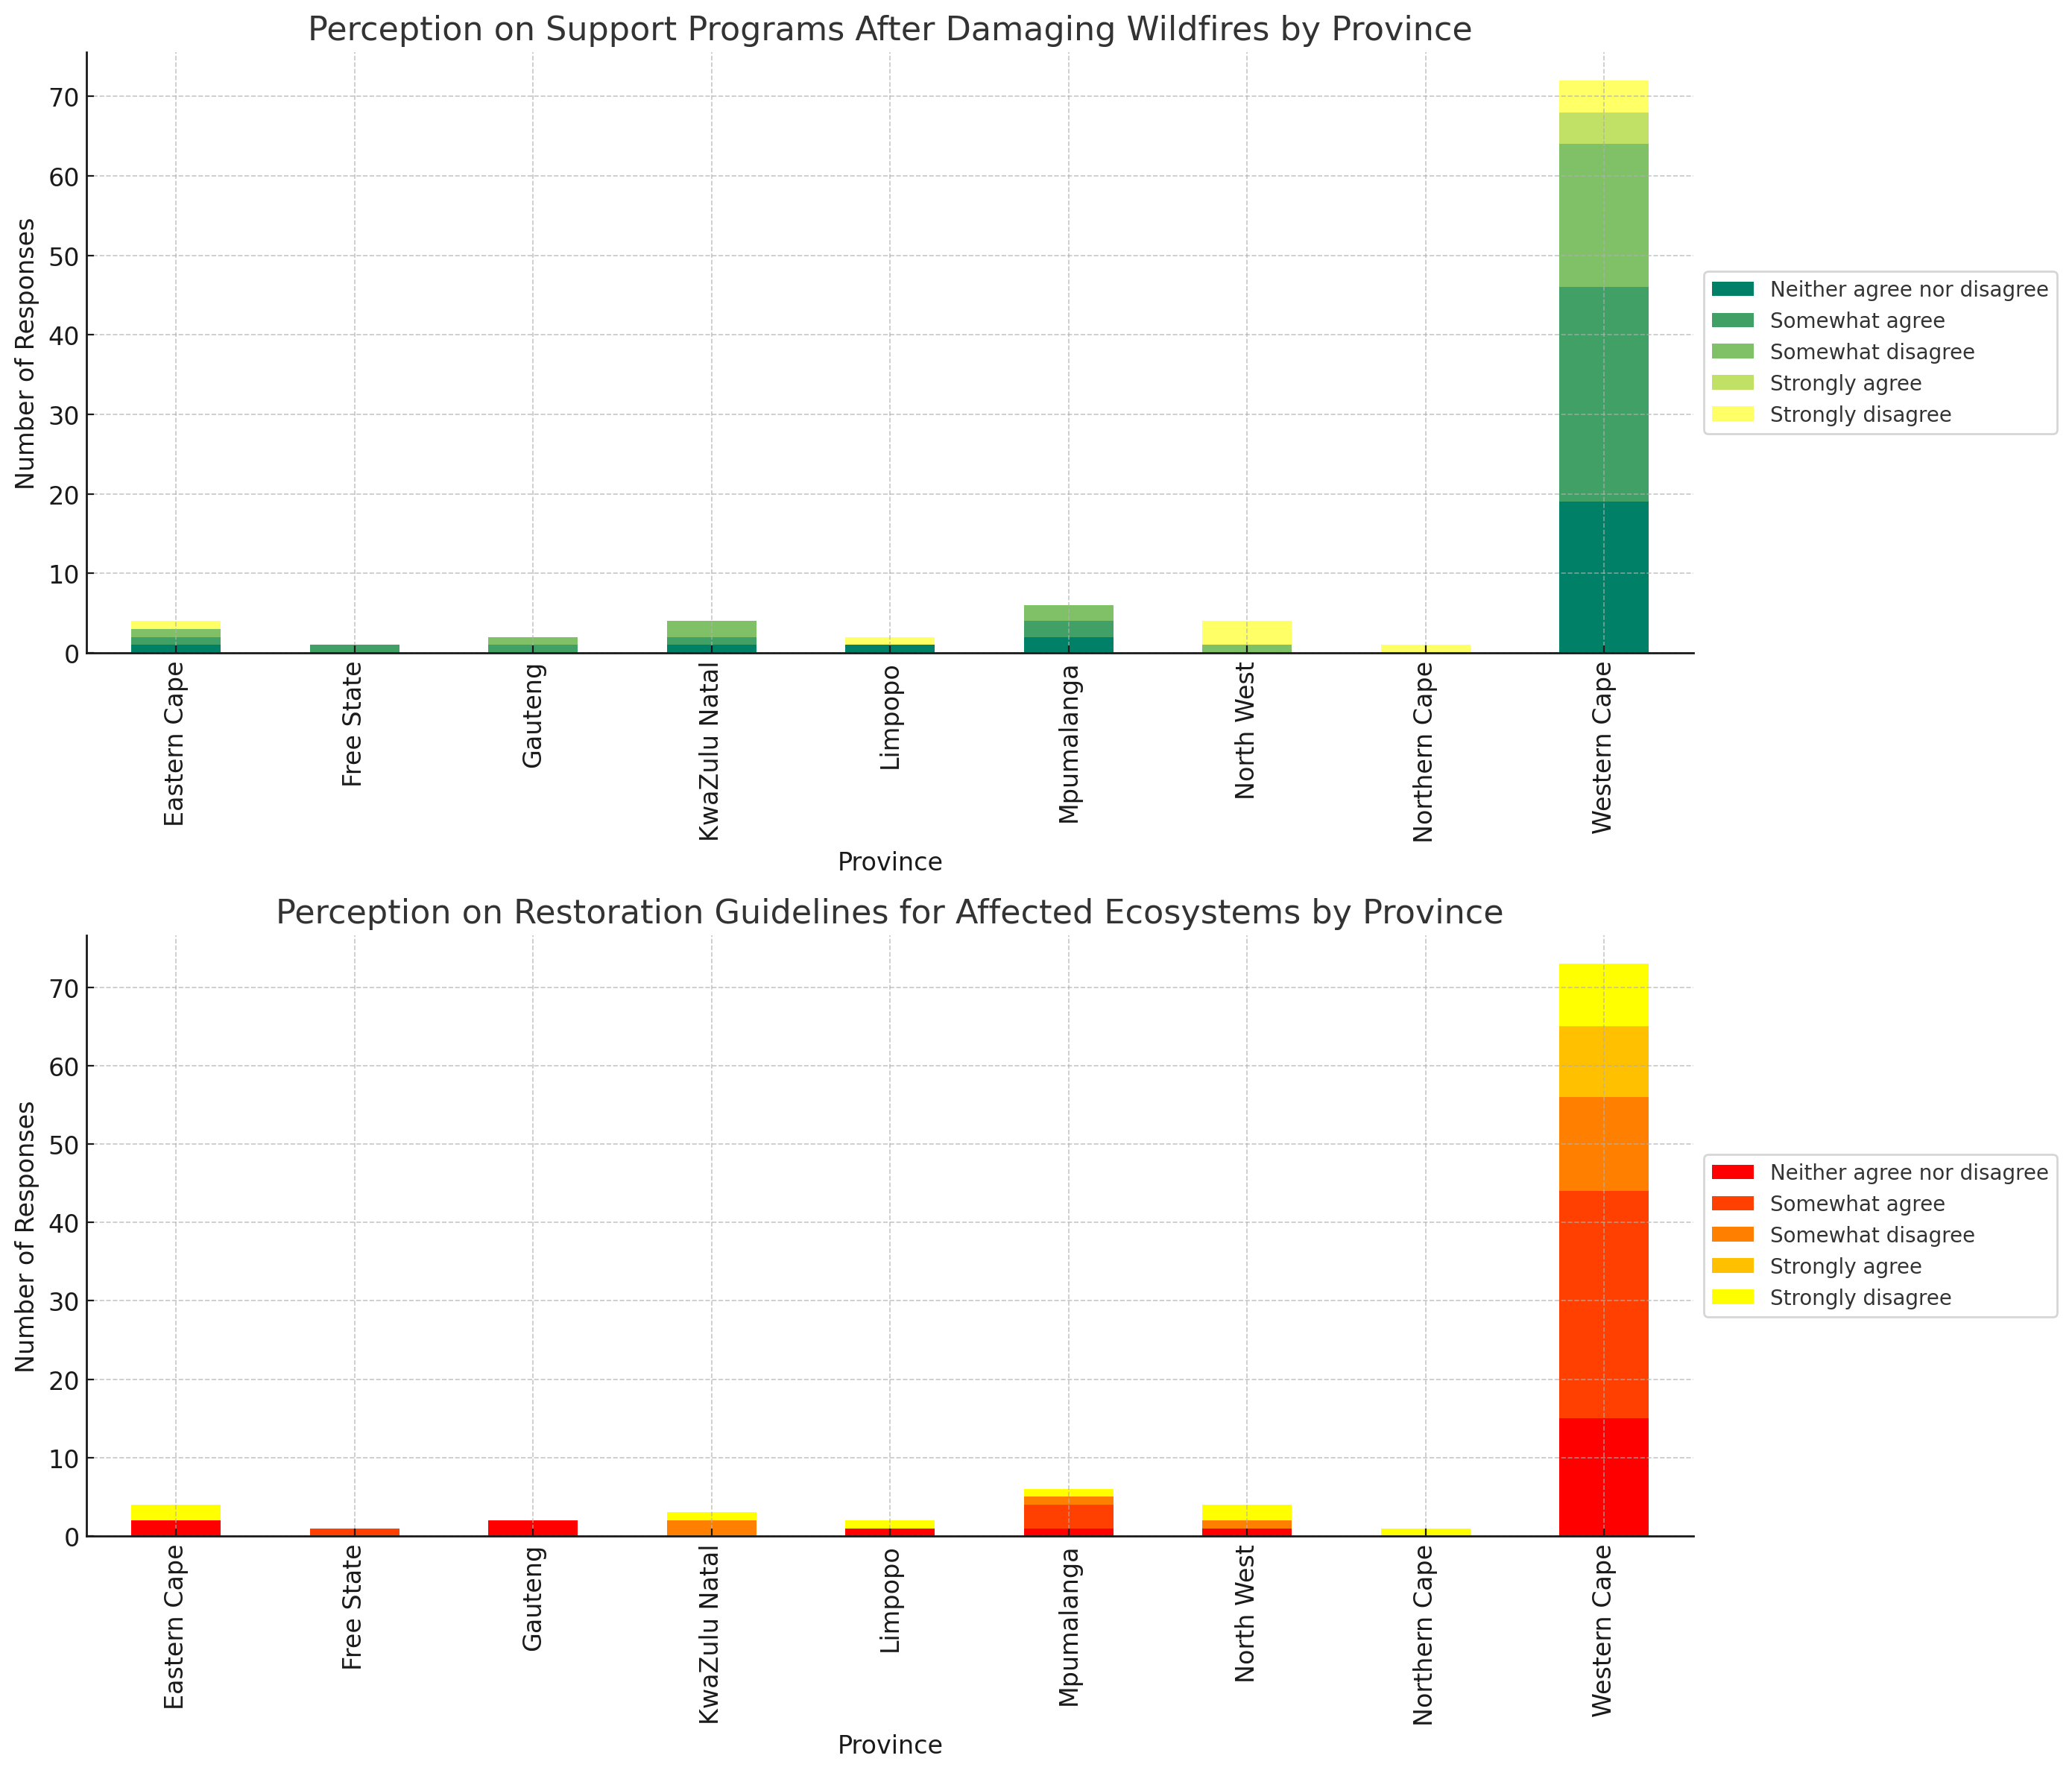 Perception on Support Programs After Damaging Wildfires by Province
Number of Responses
70
60
50
40
30
20
10
0
Eastern Cape
Free State
Gauteng
KwaZulu Natal
Limpopo
Mpumalanga
North West
Northern Cape
Western Cape
Province
Neither agree nor disagree
Somewhat agree
Somewhat disagree
Strongly agree
Strongly disagree
Perception on Restoration Guidelines for Affected Ecosystems by Province
Number of Responses
70
60
50
40
30
20
10
0
Eastern Cape
Free State
Gauteng
KwaZulu Natal
Limpopo
Mpumalanga
North West
Northern Cape
Western Cape
Province
Neither agree nor disagree
Somewhat agree
Somewhat disagree
Strongly agree
Strongly disagree